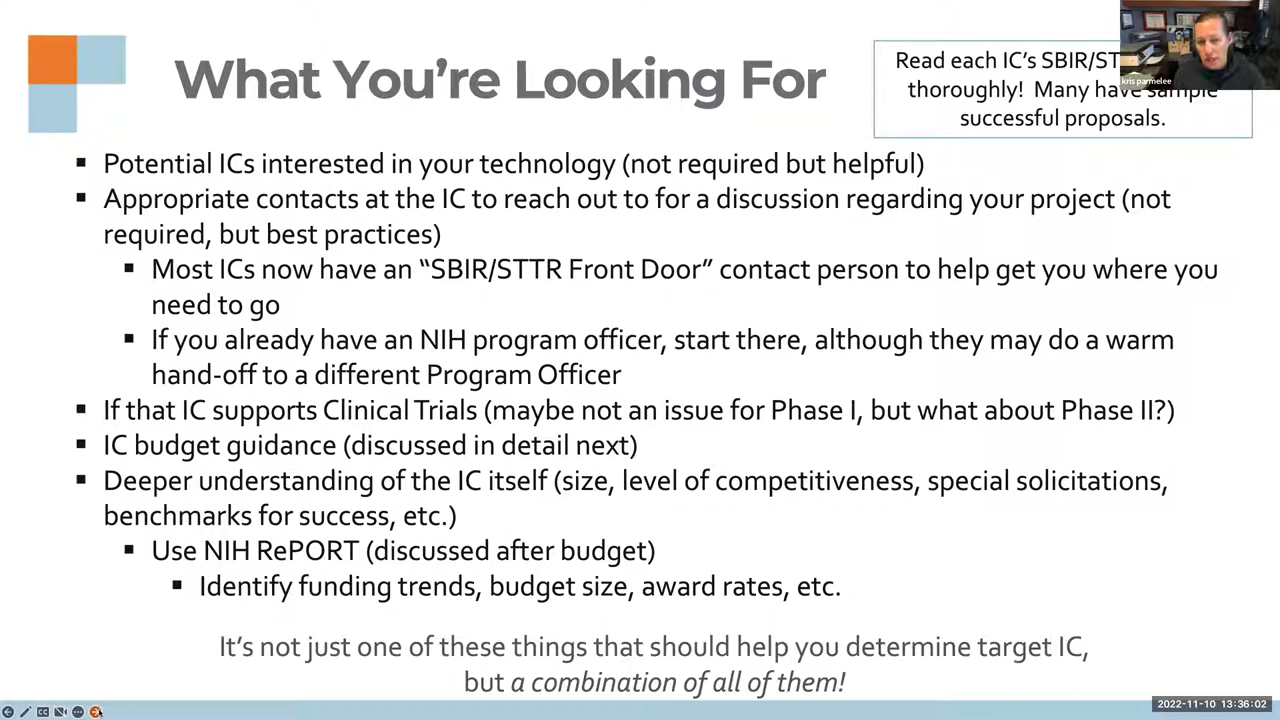 What You're Looking For
Read each IC's SBIR/ST
thoroughly! Many have sample
successful proposals.
kris parmelee
▪ Potential ICs interested in your technology (not required but helpful)
▪ Appropriate contacts at the IC to reach out to for a discussion regarding your project (not
required, but best practices)
▪ Most ICs now have an “SBIR/STTR Front Door” contact person to help get you where you
need to go
▪ If you already have an NIH program officer, start there, although they may do a warm
hand-off to a different Program Officer
▪ If that IC supports Clinical Trials (maybe not an issue for Phase I, but what about Phase II?)
▪ IC budget guidance (discussed in detail next)
▪ Deeper understanding of the IC itself (size, level of competitiveness, special solicitations,
benchmarks for success, etc.)
▪ Use NIH RePORT (discussed after budget)
▪ Identify funding trends, budget size, award rates, etc.
It's not just one of these things that should help you determine target IC,
but a combination of all of them!
2022-11-10 13:36:02